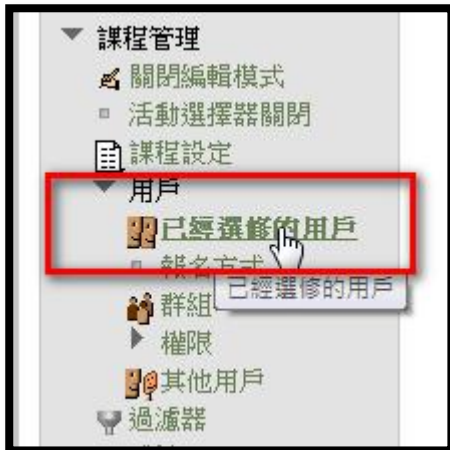 課程管理
關閉編輯模式
活動選擇器關閉
課程設定
用戶
已經選修的用戶
報名方式
已經選修的用戶
群組
權限
其他用戶
過濾器